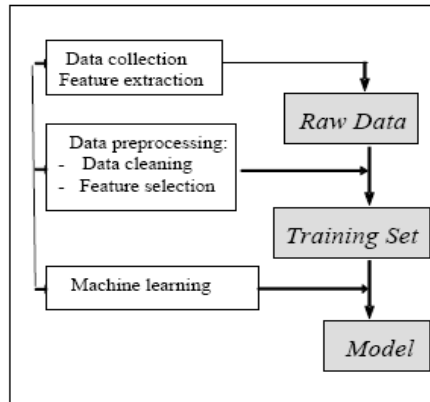 Data collection
Feature extraction
Raw Data
Data preprocessing:
- Data cleaning
- Feature selection
Training Set
Machine learning
Model